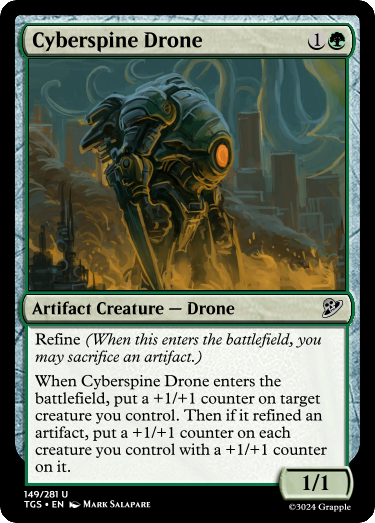 Cyberspine Drone 1
Artifact Creature — Drone
Refine (When this enters the battlefield, you
may sacrifice an artifact.)
When Cyberspine Drone enters the
battlefield, put a +1/+1 counter on target
creature you control. Then if it refined an
artifact, put a +1/+1 counter on each
creature you control with a +1/+1 counter
on it.
1/1
149/281 U
TGS • EN Mark Salapare
©3024 Grapple